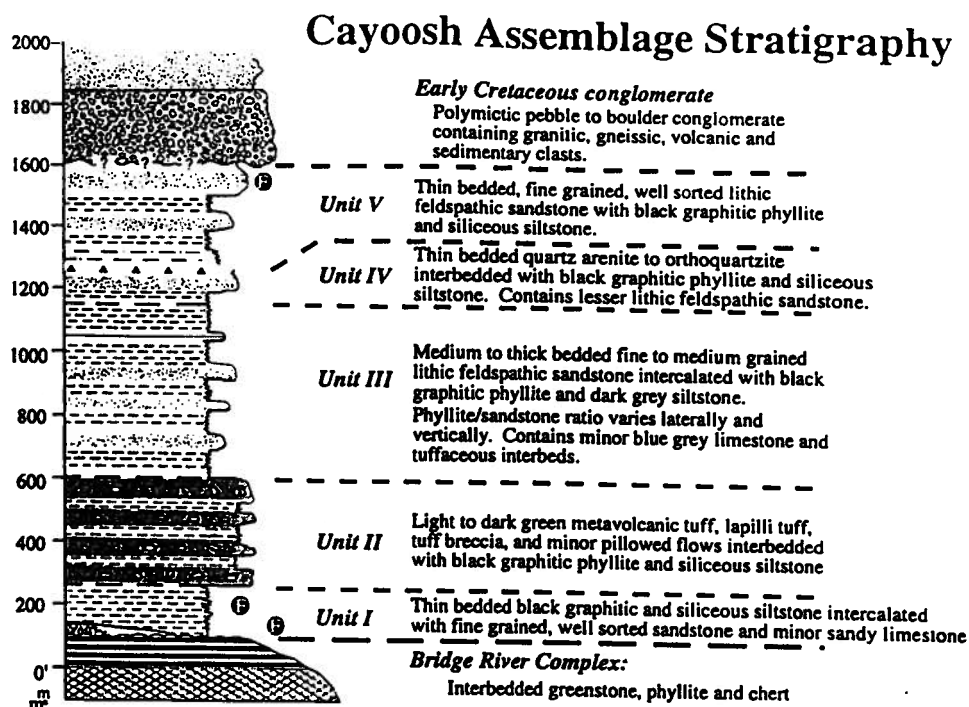 Cayoosh Assemblage Stratigraphy
2000
1800
1600
1400
1200
1000
800
600
400
200
0'
m
?
F
F
F
Early Cretaceous conglomerate
Polymictic pebble to boulder conglomerate
containing granitic, gneissic, volcanic and
sedimentary clasts.
Unit V
Thin bedded, fine grained, well sorted lithic
feldspathic sandstone with black graphitic phyllite
and siliceous siltstone.
Unit IV
Thin bedded quartz arenite to orthoquartzite
interbedded with black graphitic phyllite and siliceous
siltstone. Contains lesser lithic feldspathic sandstone.
Unit III
Medium to thick bedded fine to medium grained
lithic feldspathic sandstone intercalated with black
graphitic phyllite and dark grey siltstone.
Phyllite/sandstone ratio varies laterally and
vertically. Contains minor blue grey limestone and
tuffaceous interbeds.
Unit II
Light to dark green metavolcanic tuff, lapilli tuff,
tuff breccia, and minor pillowed flows interbedded
with black graphitic phyllite and siliceous siltstone
Unit I
Thin bedded black graphitic and siliceous siltstone intercalated
with fine grained, well sorted sandstone and minor sandy limestone
Bridge River Complex:
Interbedded greenstone, phyllite and chert